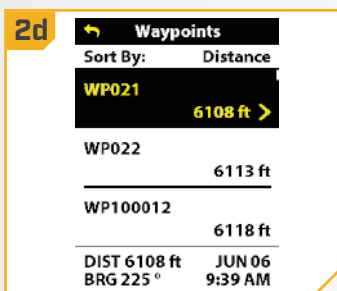 2d
Waypoints
Sort By: Distance
WP021
6108 ft
WP022
6113 ft
WP100012
6118 ft
DIST 6108 ft JUN 06
BRG 225 ° 9:39 AM